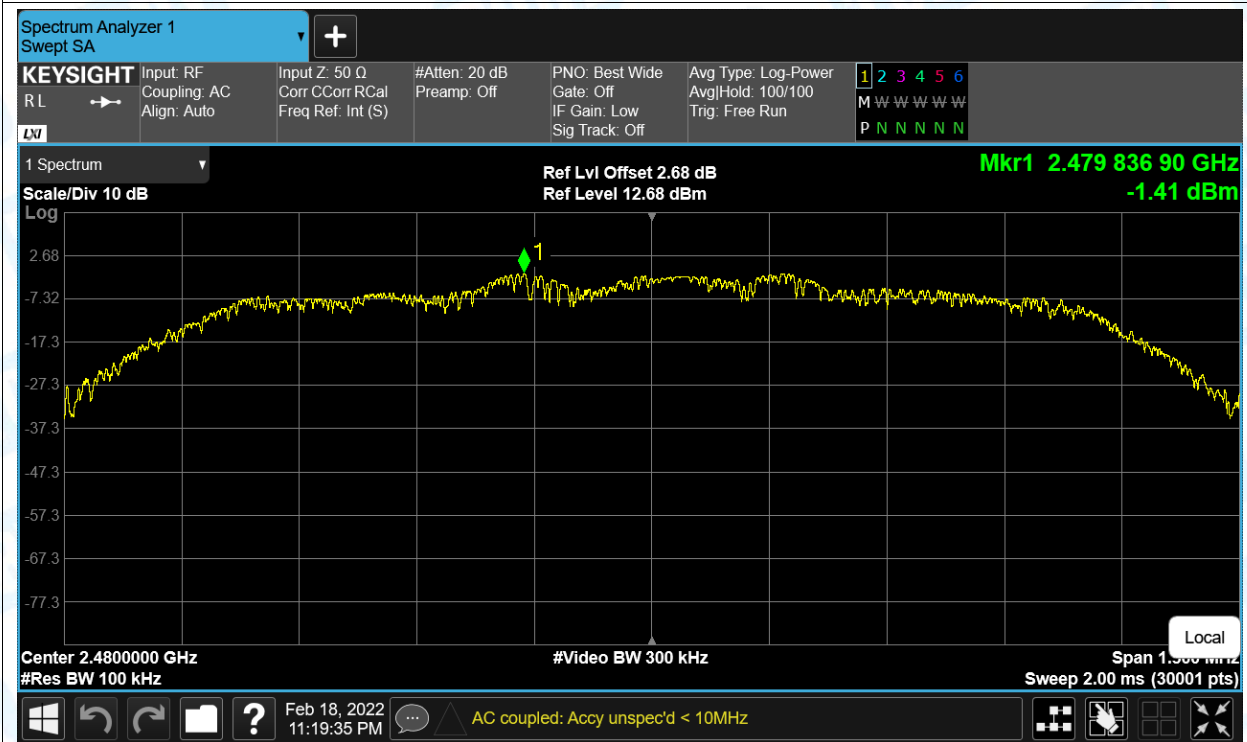 Spectrum Analyzer 1
Swept SA
KEYSIGHT
R L
LXI
Input: RF
Coupling: AC
Align: Auto
Input Z: 50 Ω
Corr CCorr RCal
Freq Ref: Int (S)
#Atten: 20 dB
Preamp: Off
PNO: Best Wide
Gate: Off
IF Gain: Low
Sig Track: Off
Avg Type: Log-Power
Avg|Hold: 100/100
Trig: Free Run
1 2 3 4 5 6
M W W W W W
P N N N N N
1 Spectrum
Scale/Div 10 dB
Log
Ref Lvl Offset 2.68 dB
Ref Level 12.68 dBm
Mkr1 2.479 836 90 GHz
-1.41 dBm
1
2.68
-7.32
-17.3
-27.3
-37.3
-47.3
-57.3
-67.3
-77.3
Local
Center 2.4800000 GHz
#Video BW 300 kHz
Span
#Res BW 100 kHz
Sweep 2.00 ms (30001 pts)
?
Feb 18, 2022
11:19:35 PM
AC coupled: Accy unspec'd < 10MHz